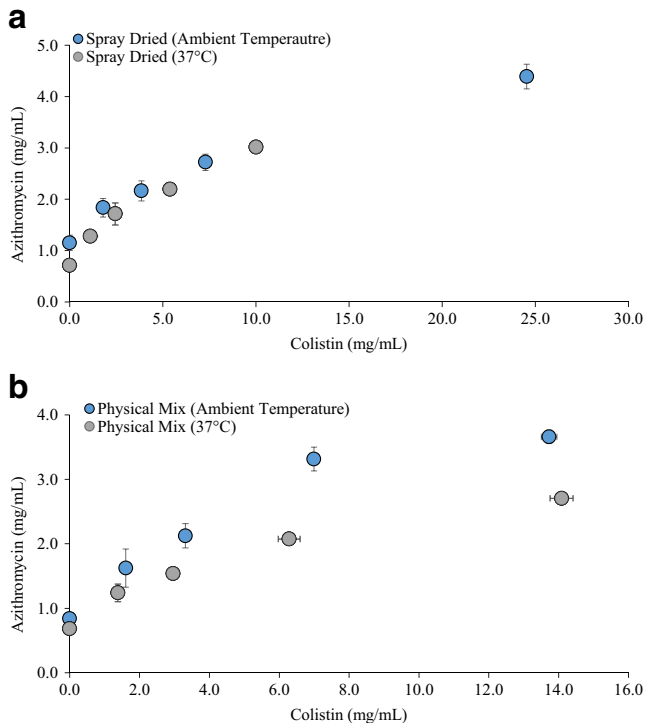 a
Spray Dried (Ambient Temperautre)
Spray Dried (37°C)
Azithromycin (mg/mL)
5.0
4.0
3.0
2.0
1.0
0.0
0.0 5.0 10.0 15.0 20.0 25.0 30.0
Colistin (mg/mL)
b
Physical Mix (Ambient Temperature)
Physical Mix (37°C)
Azithromycin (mg/mL)
4.0
3.0
2.0
1.0
0.0
0.0 2.0 4.0 6.0 8.0 10.0 12.0 14.0 16.0
Colistin (mg/mL)